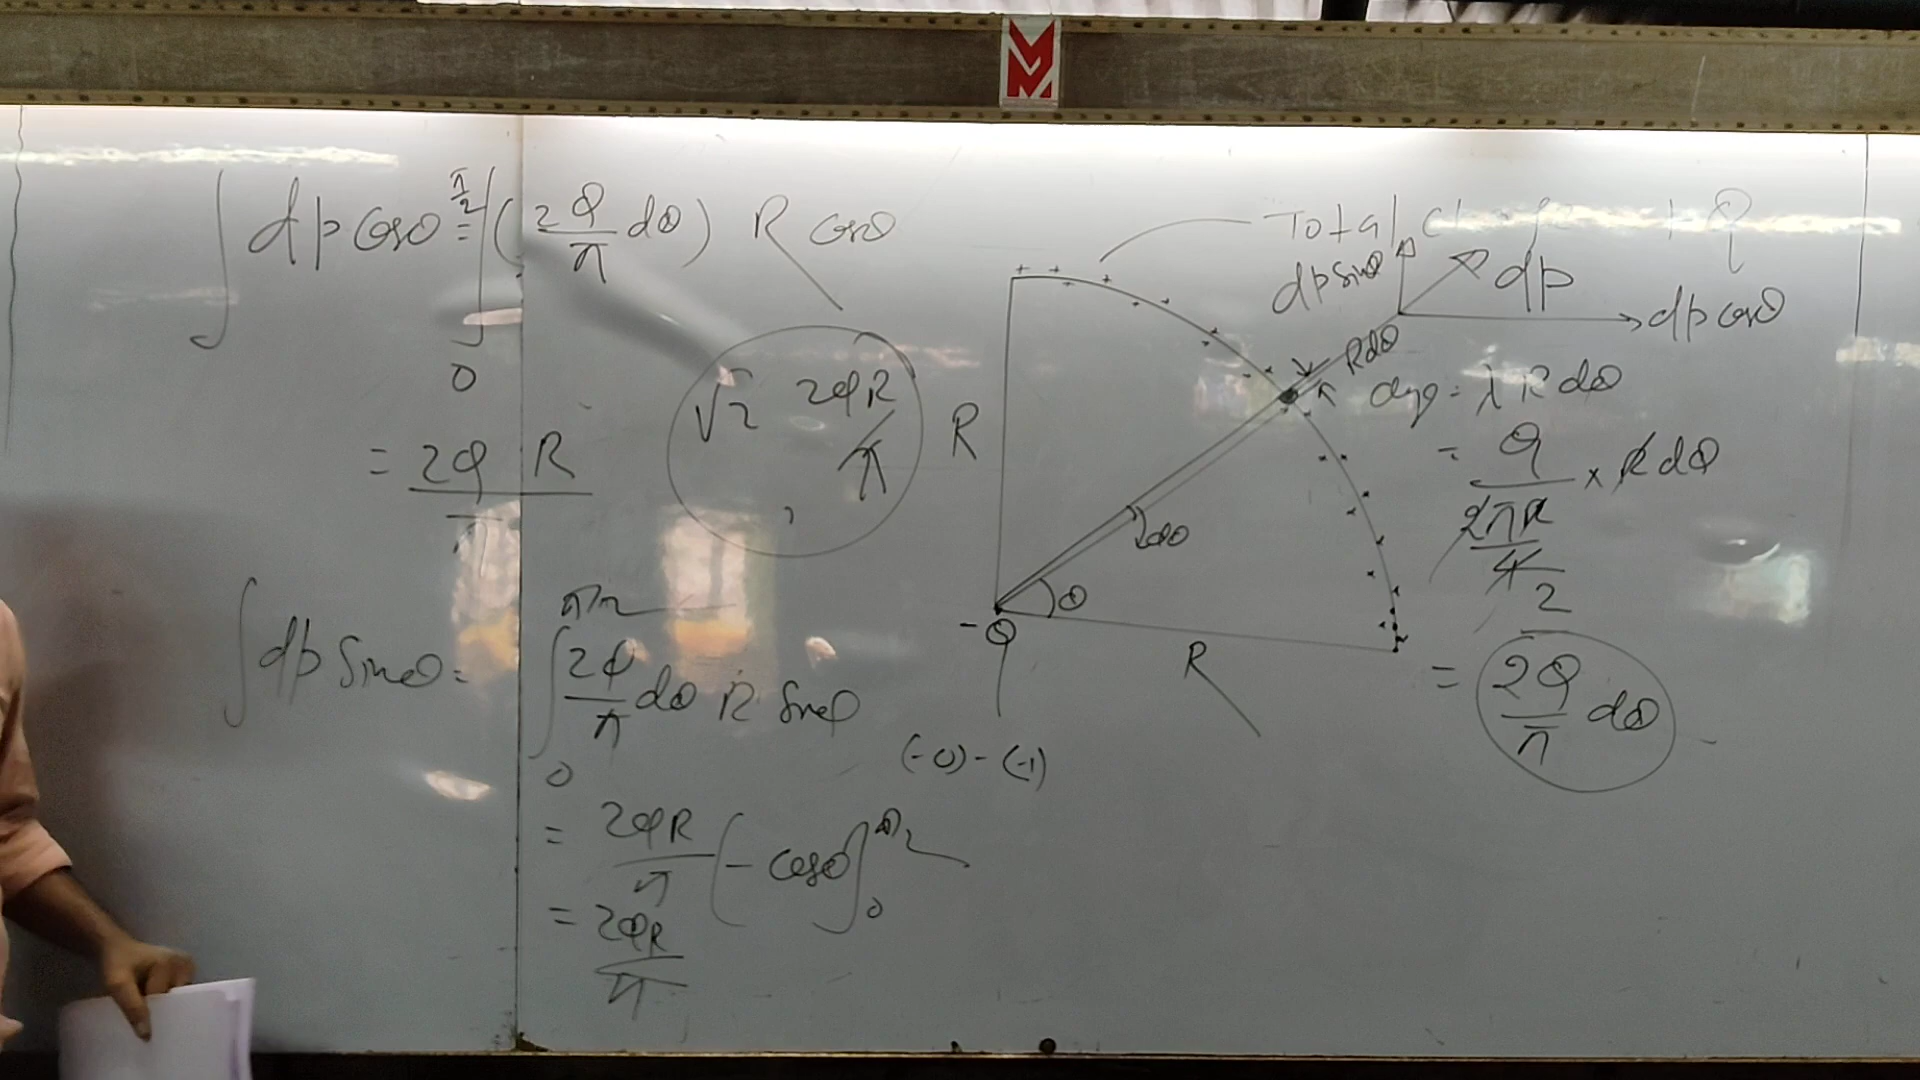 ∫ dp cosθ = ∫₀^{π/2} (2Q/π dθ) R cosθ
= 2Q R/π
√2 2QR/π
∫ dp sinθ = ∫₀^{π/2} 2Q/π dθ R sinθ
(-0) - (-1)
= 2QR/π (-cosθ)₀^{π/2}
= 2QR/π
Total Q
dp sinθ
dp
dp cosθ
R
Rdθ
dθ
θ
-Q
R
dq = λ R dθ
= Q/(2πR/4) × R dθ
2
= 2Q/π dθ